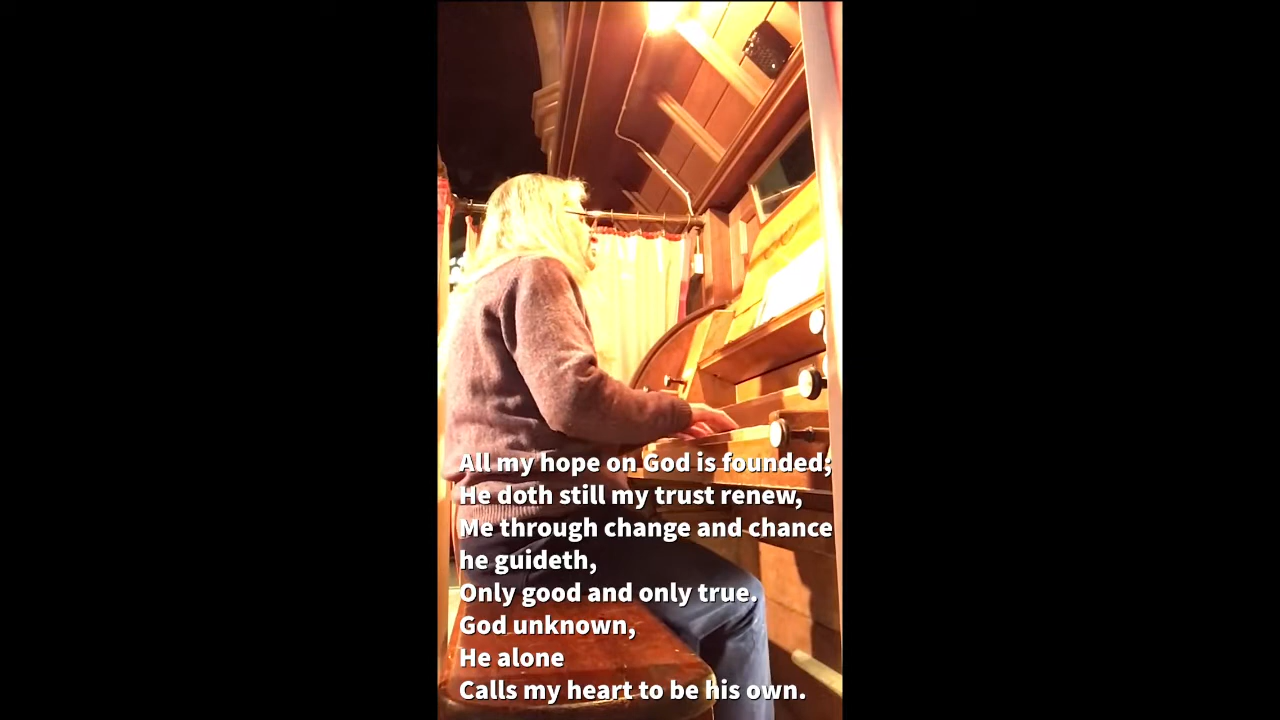 All my hope on God is founded;
He doth still my trust renew,
Me through change and chance
he guideth,
Only good and only true.
God unknown,
He alone
Calls my heart to be his own.